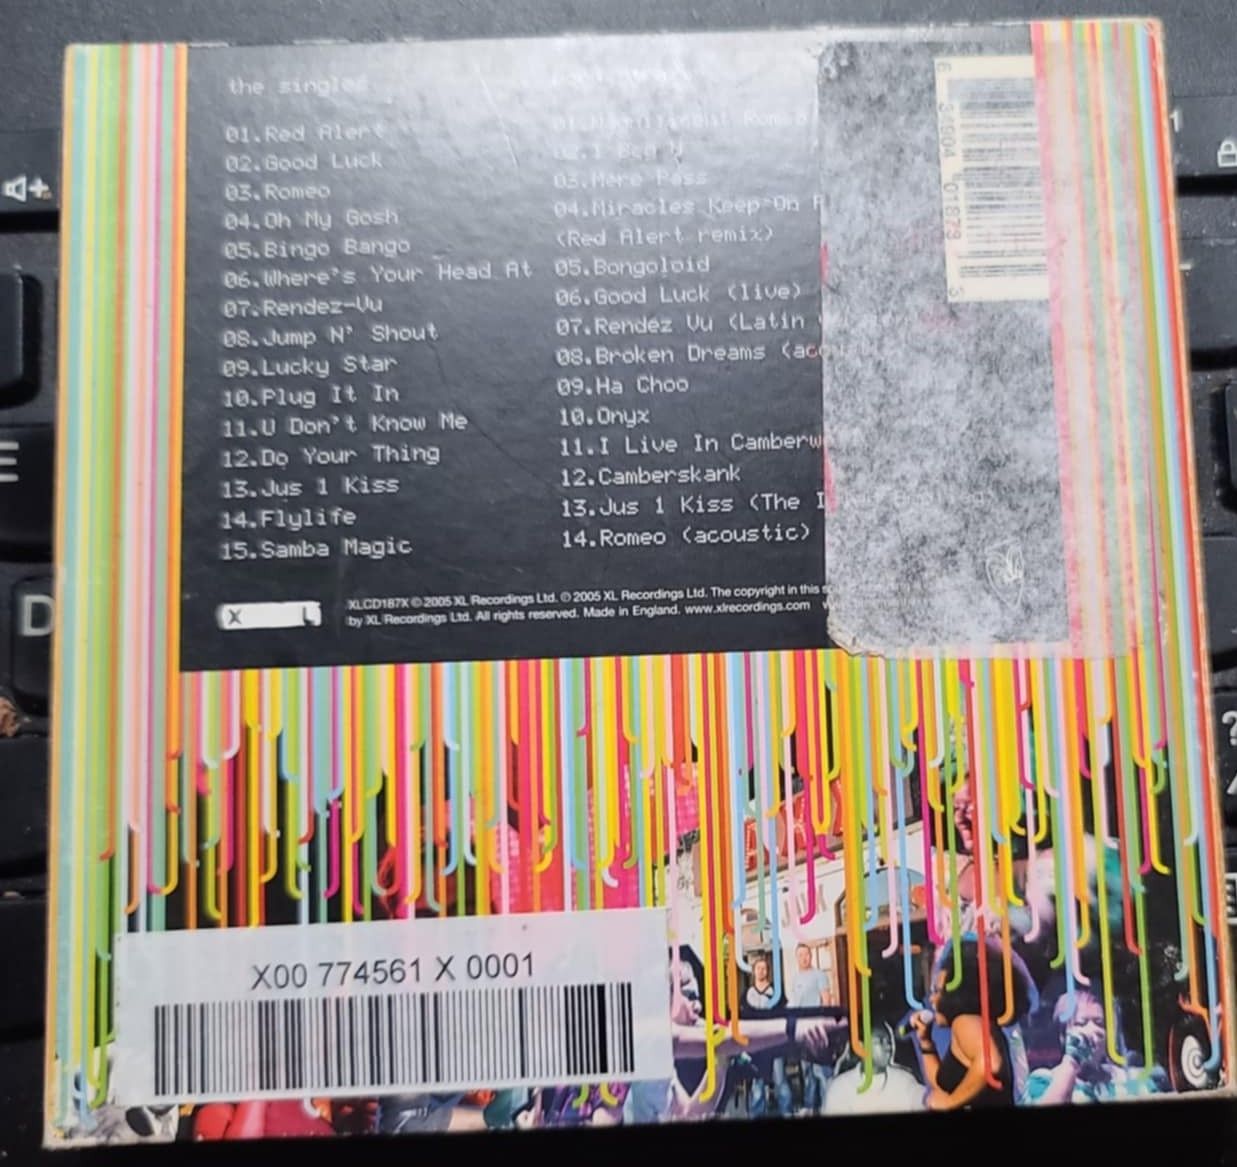 the singles
01.Red Alert
02.Good Luck
03.Romeo
04.Oh My Gosh
05.Bingo Bango
06.Where's Your Head At
07.Rendez-Vu
08.Jump N' Shout
09.Lucky Star
10.Plug It In
11.U Don't Know Me
12.Do Your Thing
13.Jus 1 Kiss
14.Flylife
15.Samba Magic
Romeo
02.I Beg U
03.Mere Pass
04.Miracles Keep On
(Red Alert remix)
05.Bongoloid
06.Good Luck (live)
07.Rendez Vu (Latin
08.Broken Dreams
09.Ha Choo
10.Onyx
11.I Live In
12.Camberskank
13.Jus 1 Kiss (The
14.Romeo (acoustic)
X L
XLCD187X © 2005 XL Recordings Ltd. ℗ 2005 XL Recordings Ltd. The copyright in this
by XL Recordings Ltd. All rights reserved. Made in England. www.xlrecordings.com
6 34904 01879 5
X00 774561 X 0001
D
E